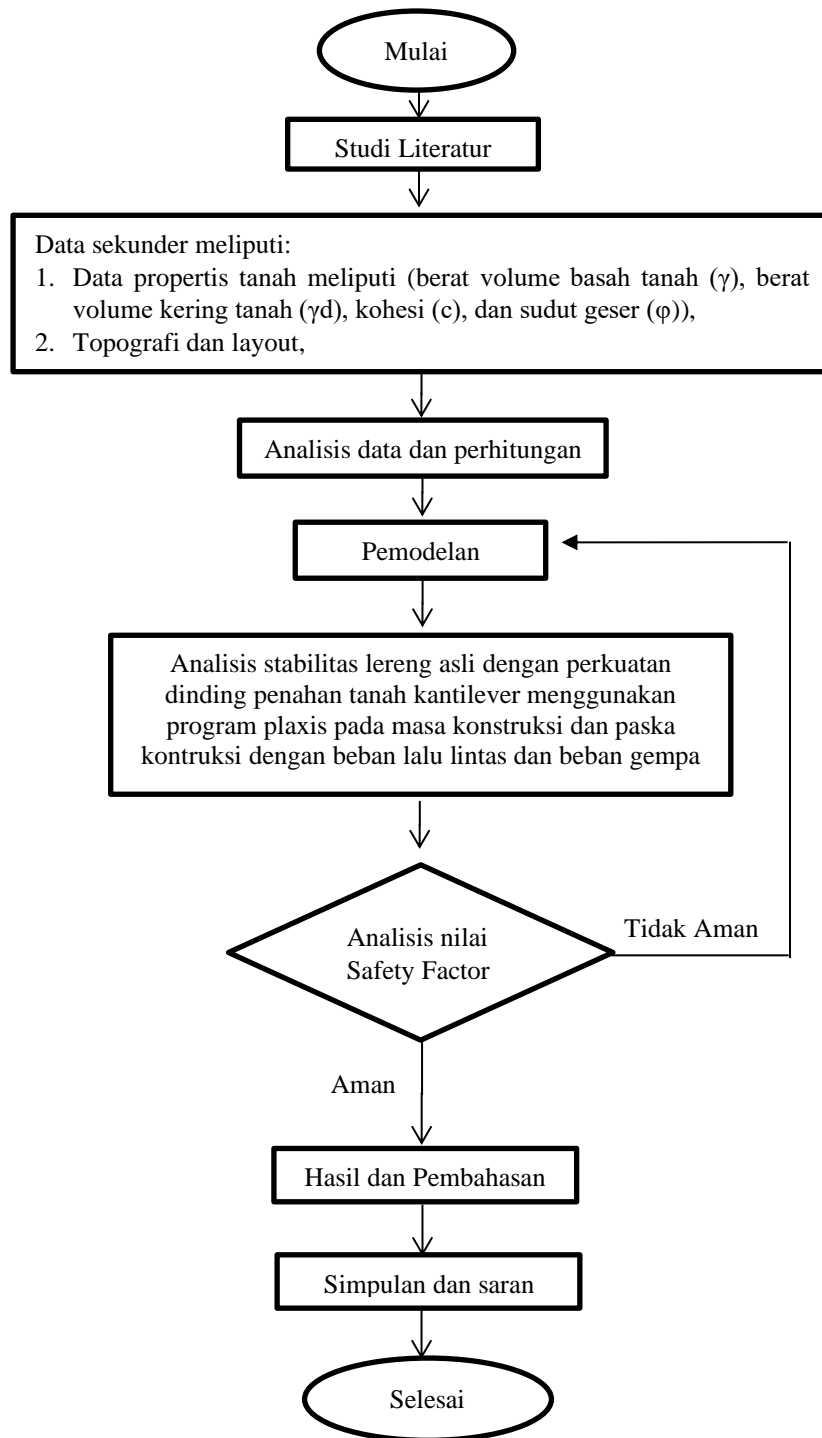 Mulai
Studi Literatur
Data sekunder meliputi:
1. Data propertis tanah meliputi (berat volume basah tanah (γ), berat
volume kering tanah (γd), kohesi (c), dan sudut geser (φ)),
2. Topografi dan layout,
Analisis data dan perhitungan
Pemodelan
Analisis stabilitas lereng asli dengan perkuatan
dinding penahan tanah kantilever menggunakan
program plaxis pada masa konstruksi dan paska
kontruksi dengan beban lalu lintas dan beban gempa
Analisis nilai
Safety Factor
Tidak Aman
Aman
Hasil dan Pembahasan
Simpulan dan saran
Selesai